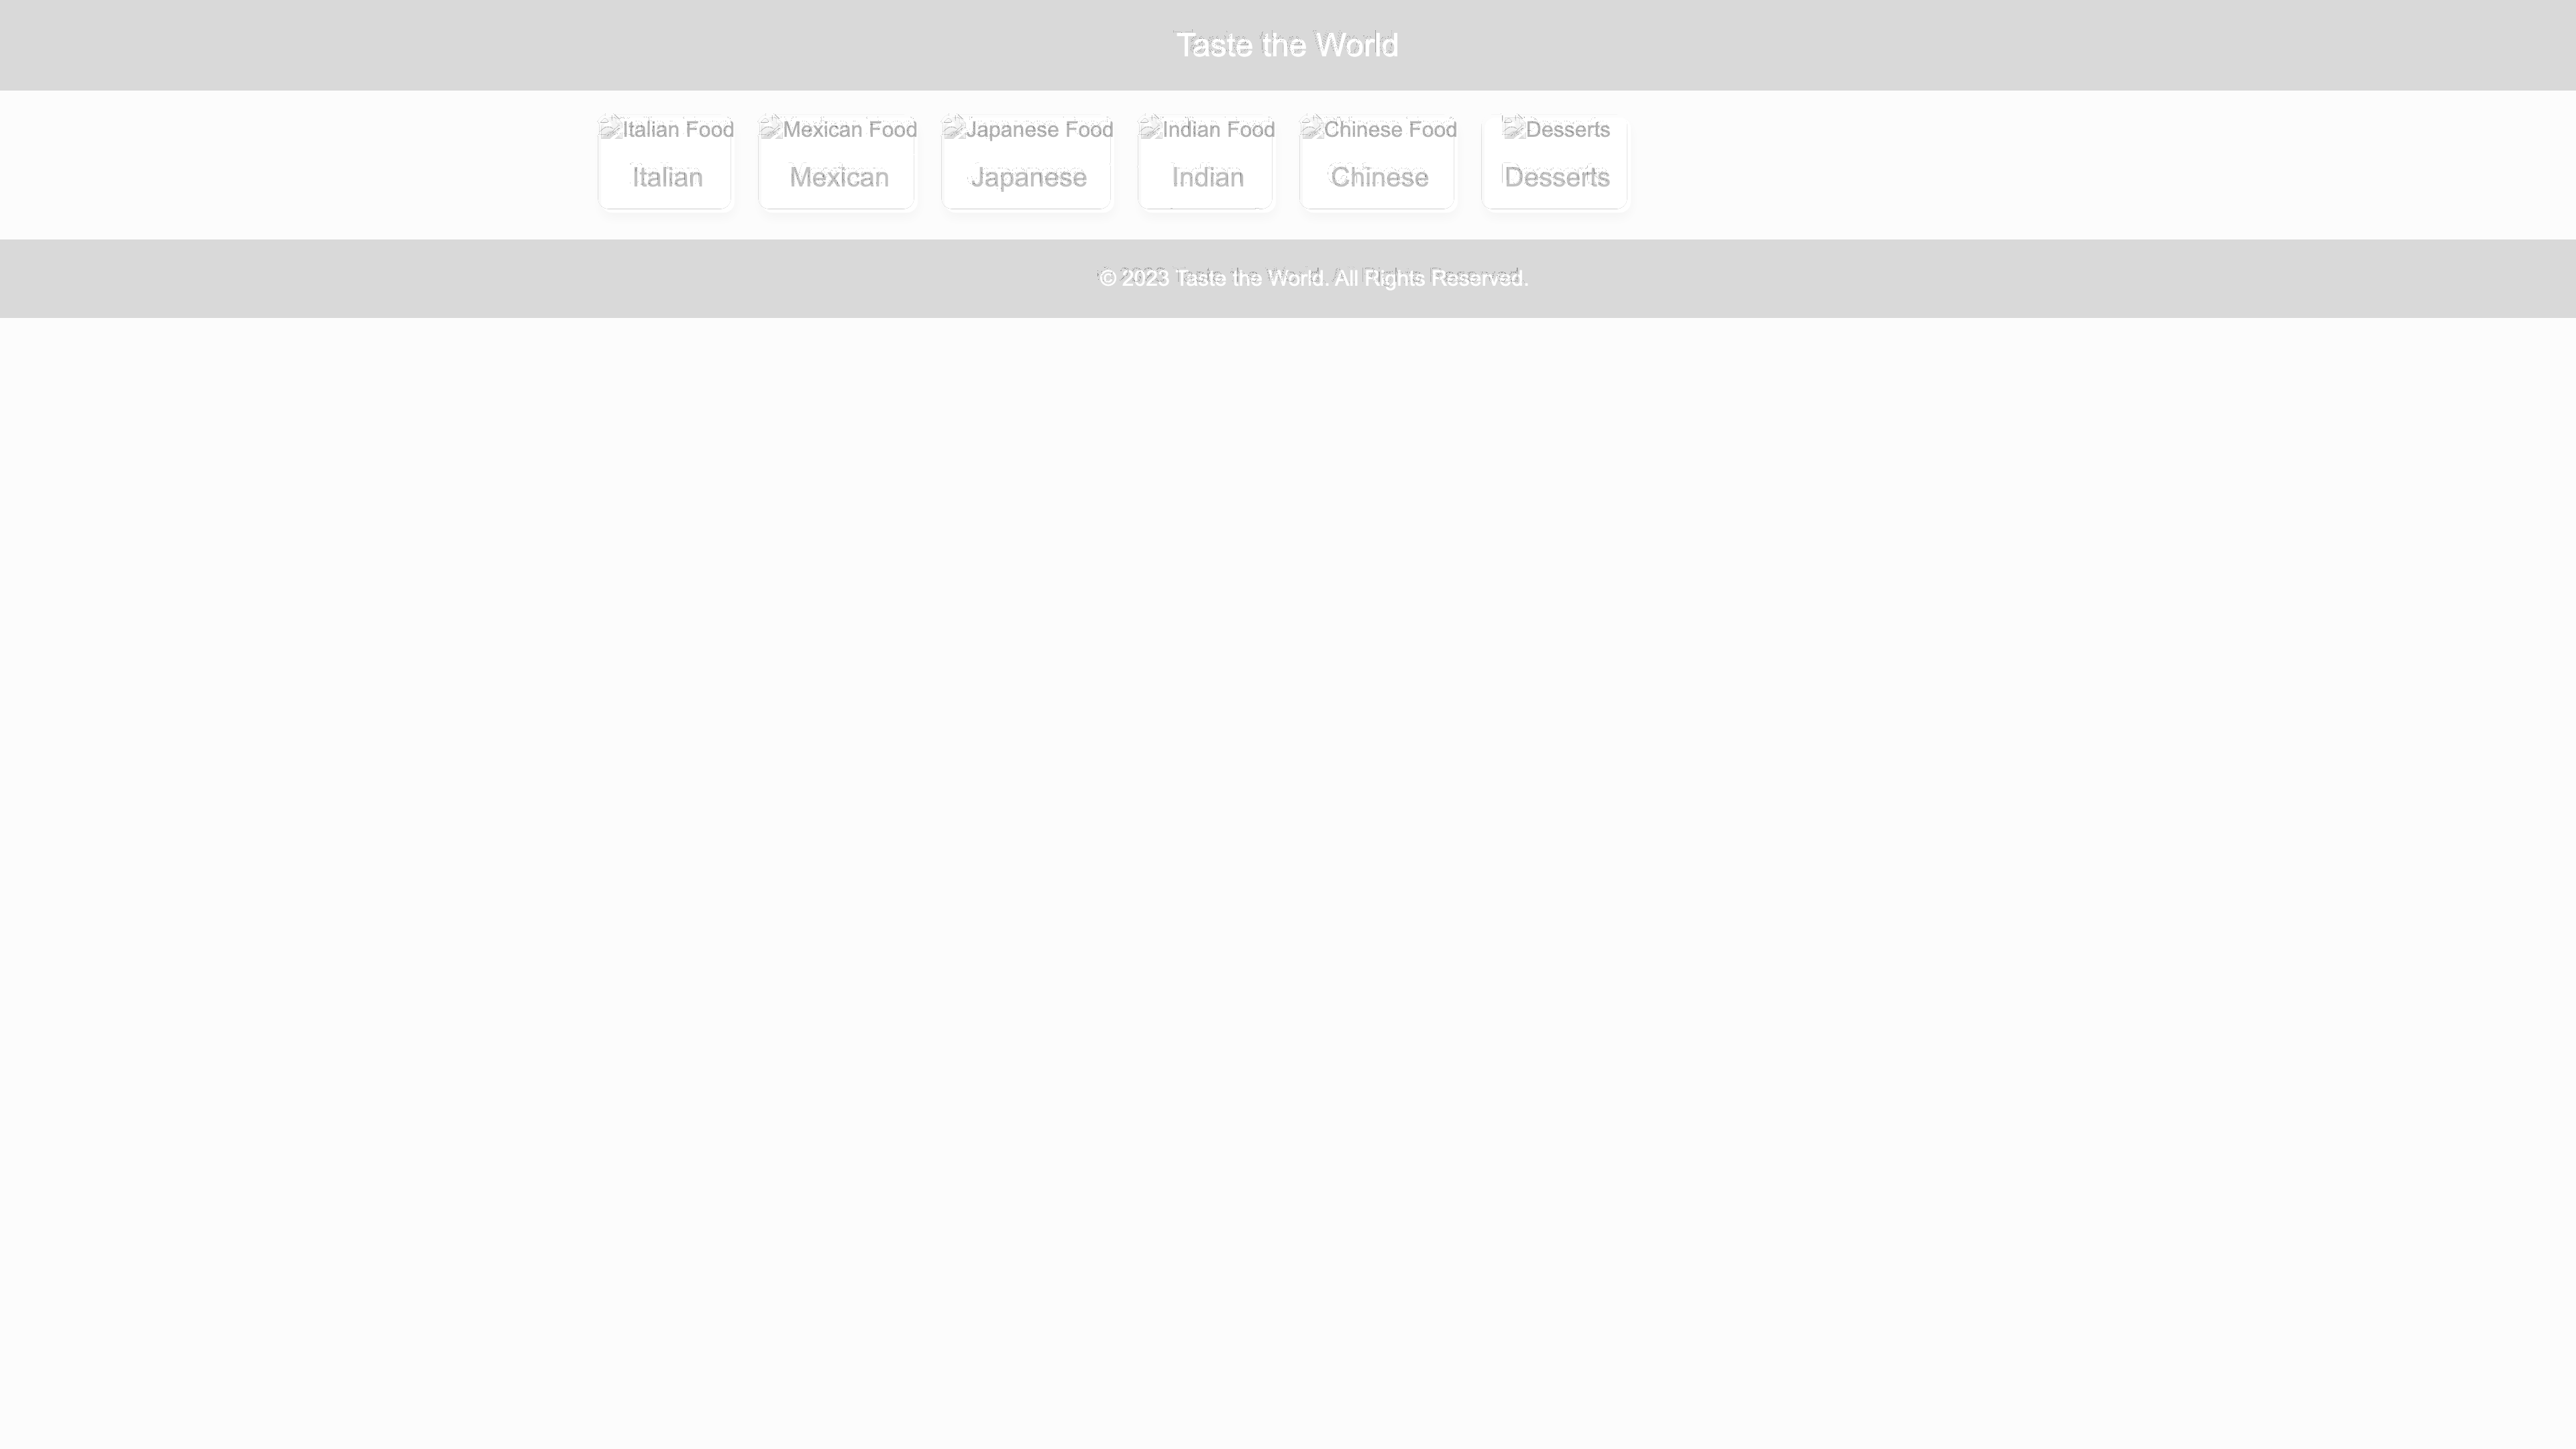 Taste the World
Italian Food Mexican Food Japanese Food Indian Food Chinese Food Desserts
Italian Mexican Japanese Indian Chinese Desserts
© 2023 Taste the World. All Rights Reserved.